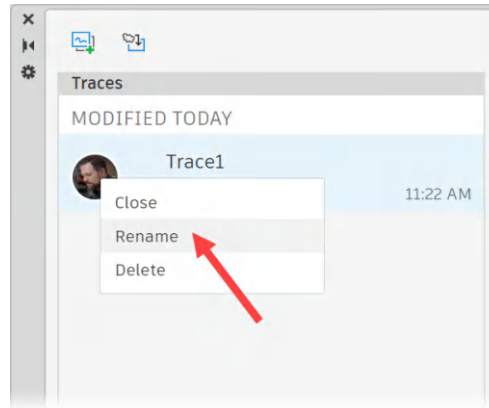 Traces
MODIFIED TODAY
Trace1
11:22 AM
Close
Rename
Delete